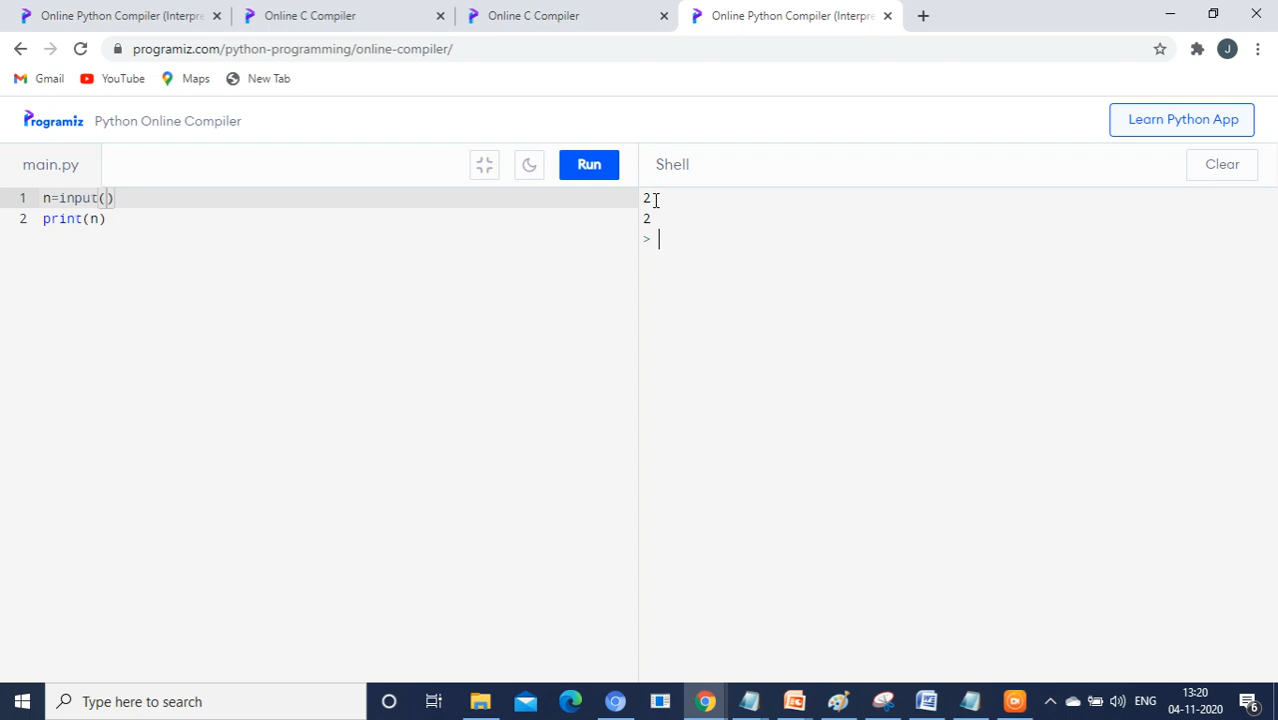 Online Python Compiler (Interpre
Online C Compiler
Online C Compiler
Online Python Compiler (Interpre
programiz.com/python-programming/online-compiler/
J
Gmail
YouTube
Maps
New Tab
Programiz
Python Online Compiler
Learn Python App
main.py
Run
Shell
Clear
1 n=input()
2 print(n)
2
2
>
Type here to search
ENG
13:20
04-11-2020
6